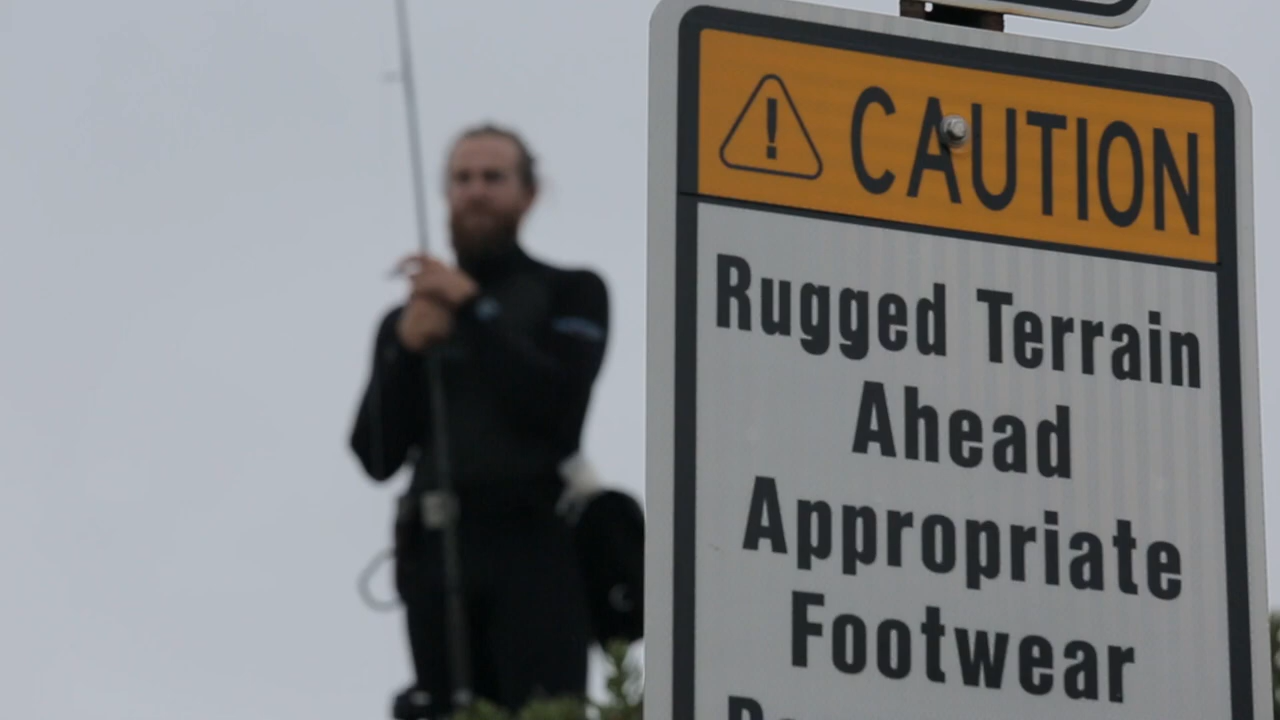 CAUTION
Rugged Terrain
Ahead
Appropriate
Footwear